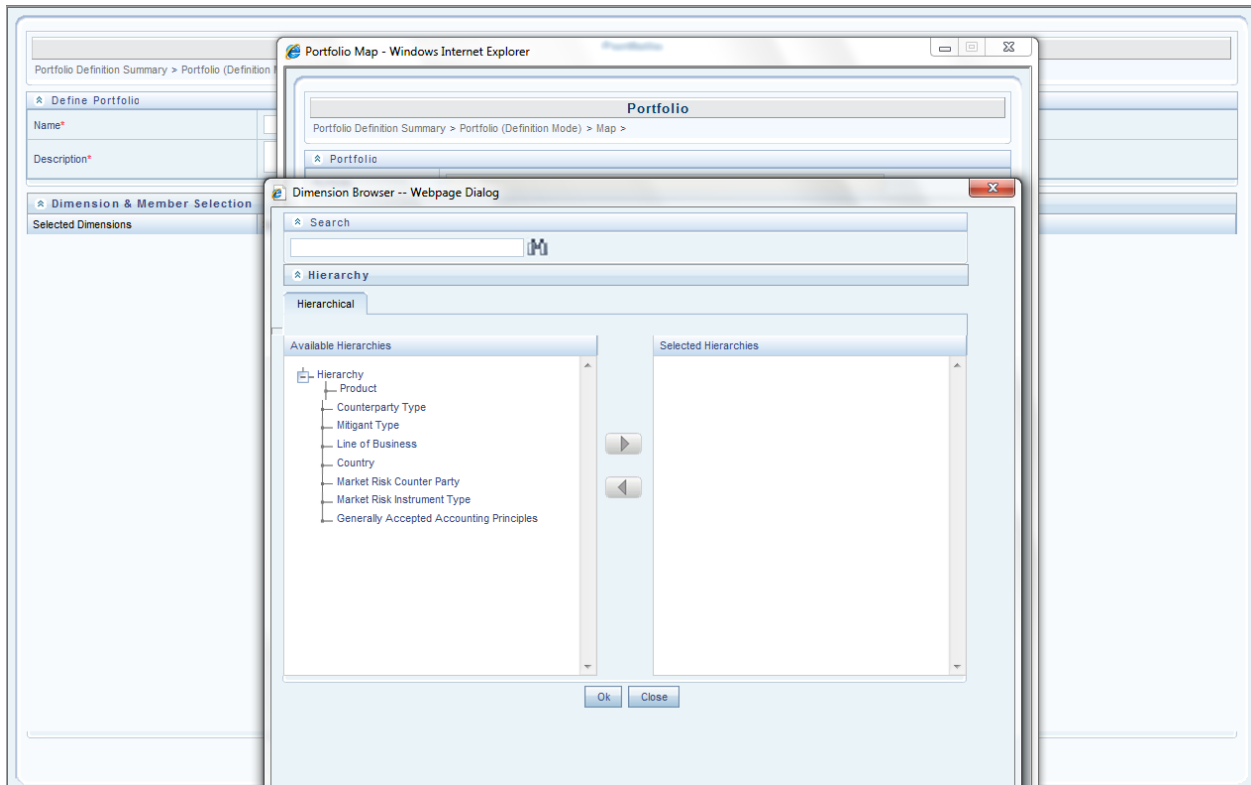 Portfolio Map - Windows Internet Explorer
Portfolio Definition Summary > Portfolio (Definition
Portfolio
Portfolio Definition Summary > Portfolio (Definition Mode) > Map >
Define Portfolio
Name*
Description*
Portfolio
Dimension Browser -- Webpage Dialog
Dimension & Member Selection
Selected Dimensions
Search
Hierarchy
Hierarchical
Available Hierarchies
Selected Hierarchies
Hierarchy
Product
Counterparty Type
Mitigant Type
Line of Business
Country
Market Risk Counter Party
Market Risk Instrument Type
Generally Accepted Accounting Principles
Ok
Close